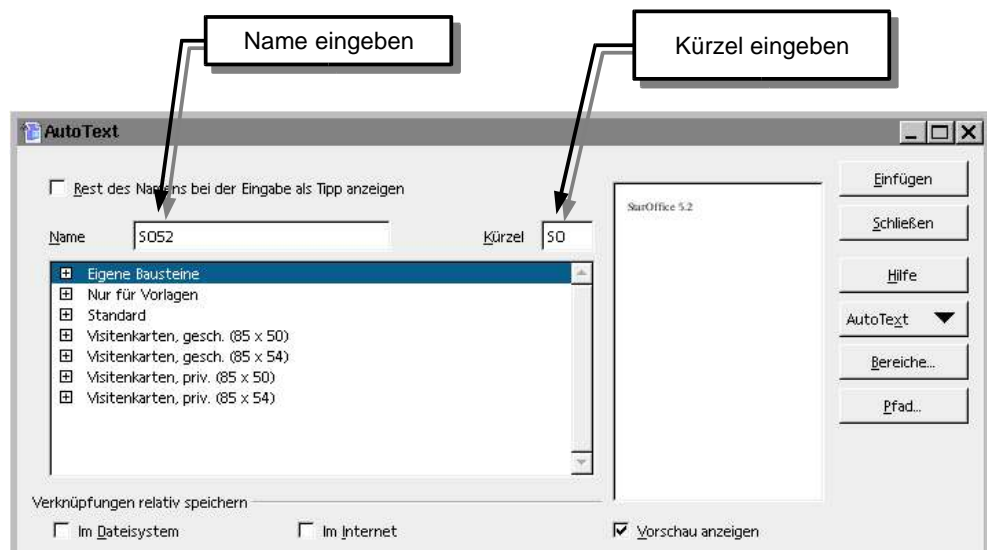 Name eingeben
Kürzel eingeben
AutoText
Rest des Namens bei der Eingabe als Tipp anzeigen
Name
SO52
Kürzel
SO
Eigene Bausteine
Nur für Vorlagen
Standard
Visitenkarten, gesch. (85 x 50)
Visitenkarten, gesch. (85 x 54)
Visitenkarten, priv. (85 x 50)
Visitenkarten, priv. (85 x 54)
StarOffice 5.2
Einfügen
Schließen
Hilfe
AutoText
Bereiche...
Pfad...
Verknüpfungen relativ speichern
Im Dateisystem
Im Internet
Vorschau anzeigen